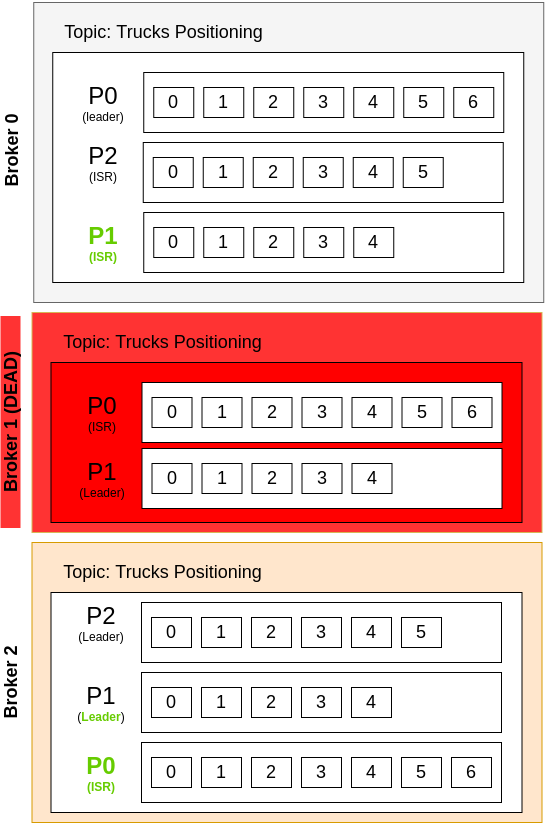 Broker 0
Topic: Trucks Positioning
P0 0 1 2 3 4 5 6
(leader)
P2 0 1 2 3 4 5
(ISR)
P1 0 1 2 3 4
(ISR)
Broker 1 (DEAD)
Topic: Trucks Positioning
P0 0 1 2 3 4 5 6
(ISR)
P1 0 1 2 3 4
(Leader)
Broker 2
Topic: Trucks Positioning
P2 0 1 2 3 4 5
(Leader)
P1 0 1 2 3 4
(Leader)
P0 0 1 2 3 4 5 6
(ISR)